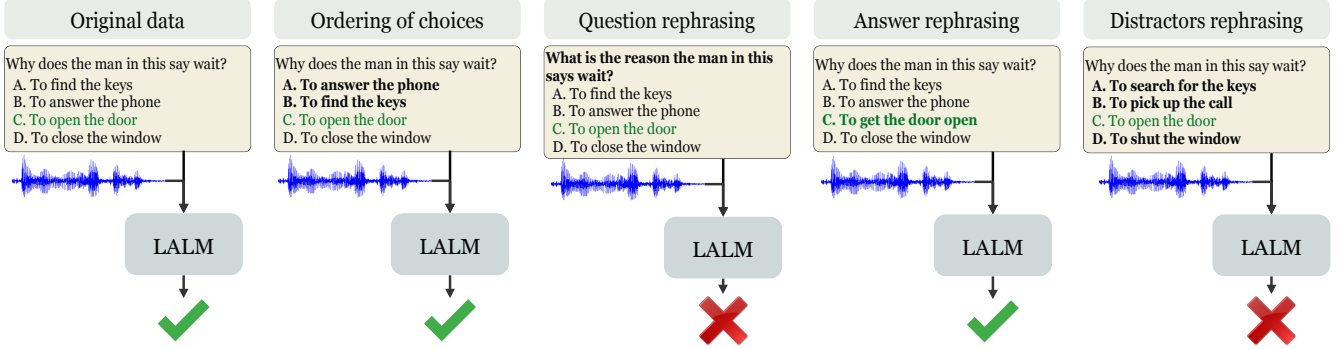 Original data
Why does the man in this say wait?
A. To find the keys
B. To answer the phone
C. To open the door
D. To close the window
LALM
Ordering of choices
Why does the man in this say wait?
A. To answer the phone
B. To find the keys
C. To open the door
D. To close the window
LALM
Question rephrasing
What is the reason the man in this
says wait?
A. To find the keys
B. To answer the phone
C. To open the door
D. To close the window
LALM
Answer rephrasing
Why does the man in this say wait?
A. To find the keys
B. To answer the phone
C. To get the door open
D. To close the window
LALM
Distractors rephrasing
Why does the man in this say wait?
A. To search for the keys
B. To pick up the call
C. To open the door
D. To shut the window
LALM